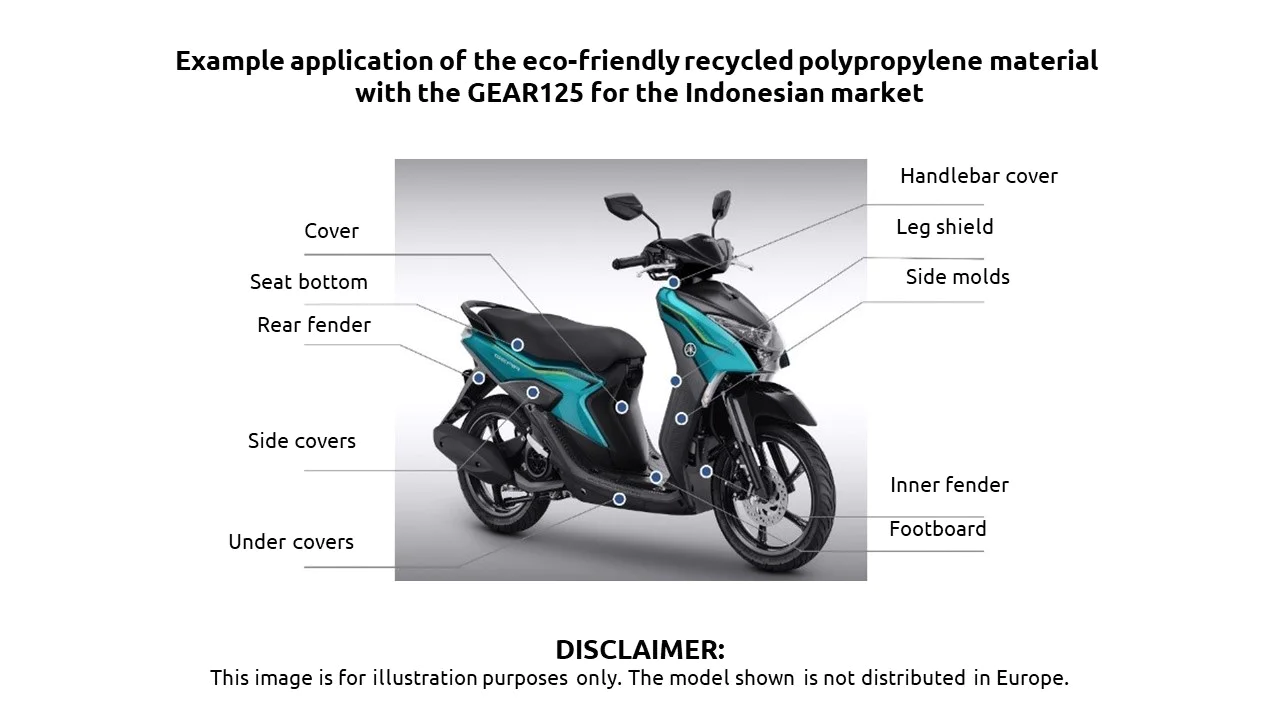 Example application of the eco-friendly recycled polypropylene material
with the GEAR125 for the Indonesian market
Handlebar cover
Cover
Leg shield
Seat bottom
Side molds
Rear fender
Side covers
Inner fender
Footboard
Under covers
DISCLAIMER:
This image is for illustration purposes only. The model shown is not distributed in Europe.